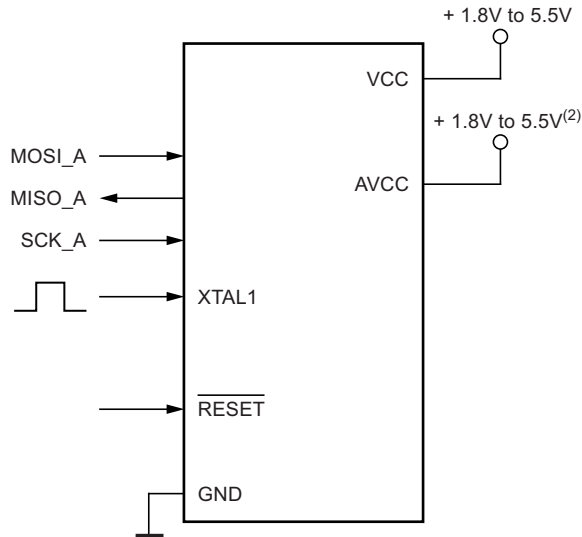 + 1.8V to 5.5V
VCC
+ 1.8V to 5.5V(2)
MOSI_A
AVCC
MISO_A
SCK_A
XTAL1
RESET
GND